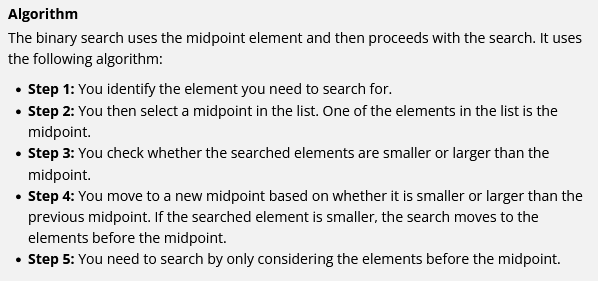 Algorithm
The binary search uses the midpoint element and then proceeds with the search. It uses
the following algorithm:
• Step 1: You identify the element you need to search for.
• Step 2: You then select a midpoint in the list. One of the elements in the list is the
midpoint.
• Step 3: You check whether the searched elements are smaller or larger than the
midpoint.
• Step 4: You move to a new midpoint based on whether it is smaller or larger than the
previous midpoint. If the searched element is smaller, the search moves to the
elements before the midpoint.
• Step 5: You need to search by only considering the elements before the midpoint.